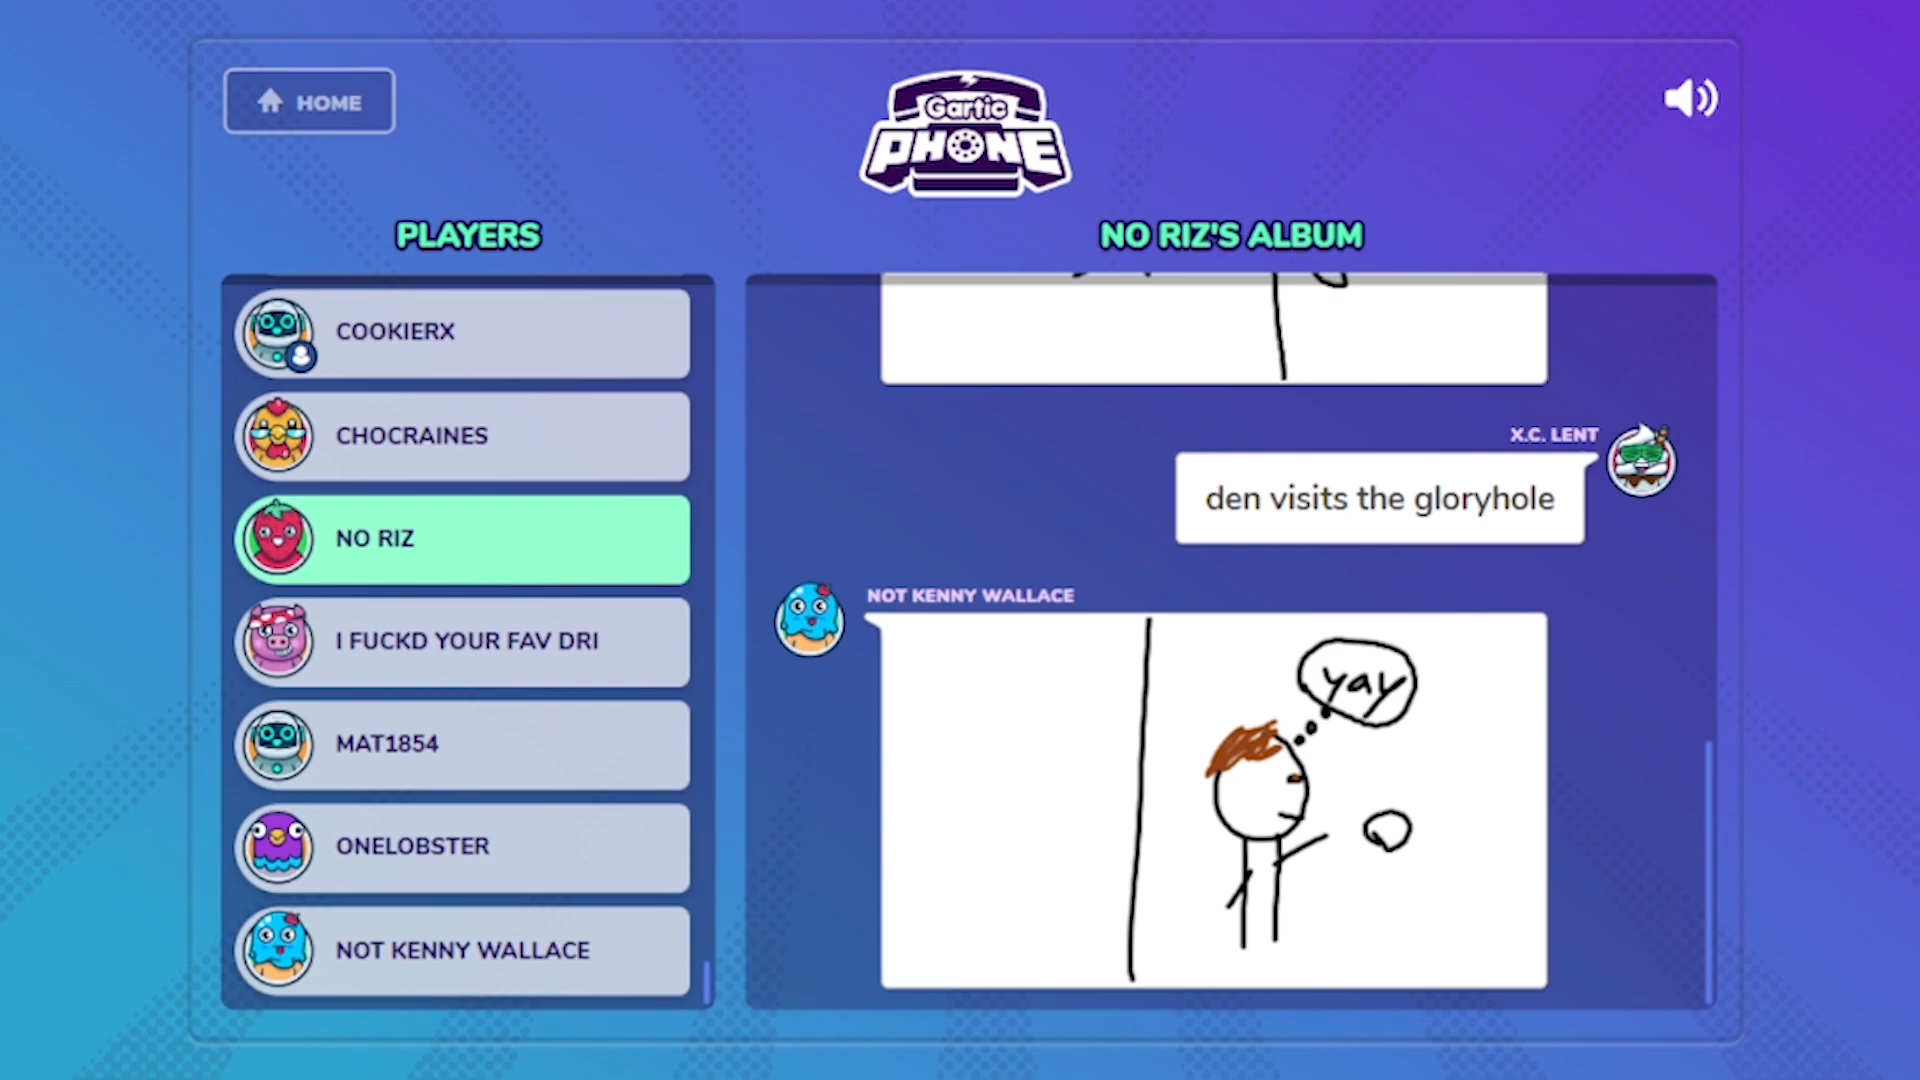 HOME
Gartic
PHONE
PLAYERS
NO RIZ'S ALBUM
COOKIERX
CHOCRAINES
NO RIZ
I FUCKD YOUR FAV DRI
MAT1854
ONELOBSTER
NOT KENNY WALLACE
X.C. LENT
den visits the gloryhole
NOT KENNY WALLACE
yay